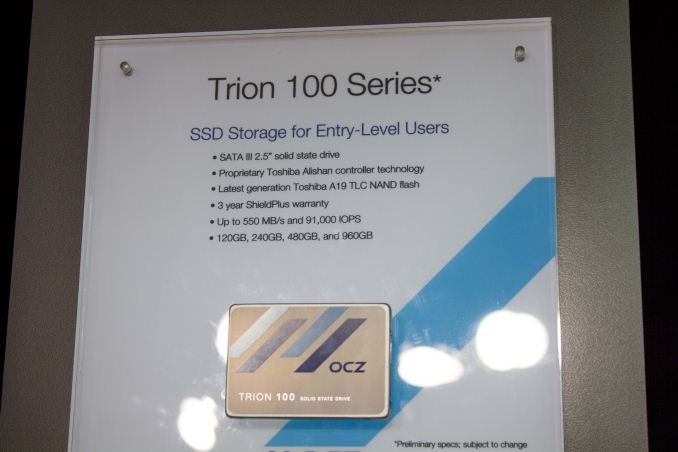 Trion 100 Series*
SSD Storage for Entry-Level Users
• SATA III 2.5" solid state drive
• Proprietary Toshiba Alishan controller technology
• Latest generation Toshiba A19 TLC NAND flash
• 3 year ShieldPlus warranty
• Up to 550 MB/s and 91,000 IOPS
• 120GB, 240GB, 480GB, and 960GB
OCZ
TRION 100 SOLID STATE DRIVE
*Preliminary specs; subject to change